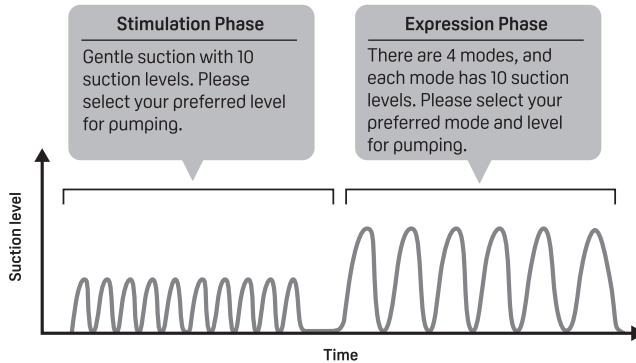 Stimulation Phase
Gentle suction with 10
suction levels. Please
select your preferred level
for pumping.
Expression Phase
There are 4 modes, and
each mode has 10 suction
levels. Please select your
preferred mode and level
for pumping.
Suction level
Time